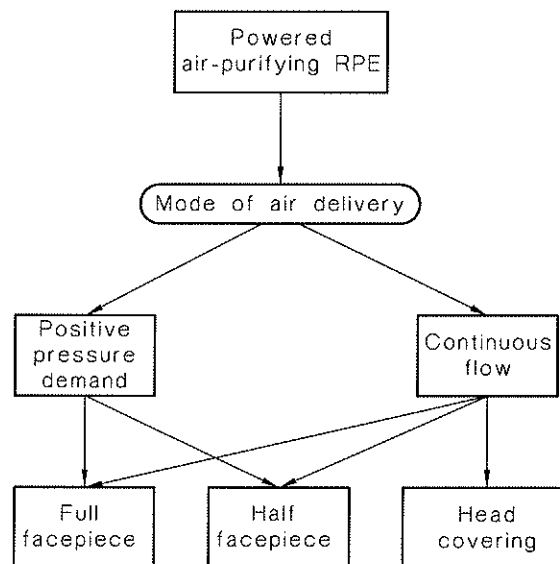 Powered
air-purifying RPE
Mode of air delivery
Positive
pressure
demand
Continuous
flow
Full
facepiece
Half
facepiece
Head
covering